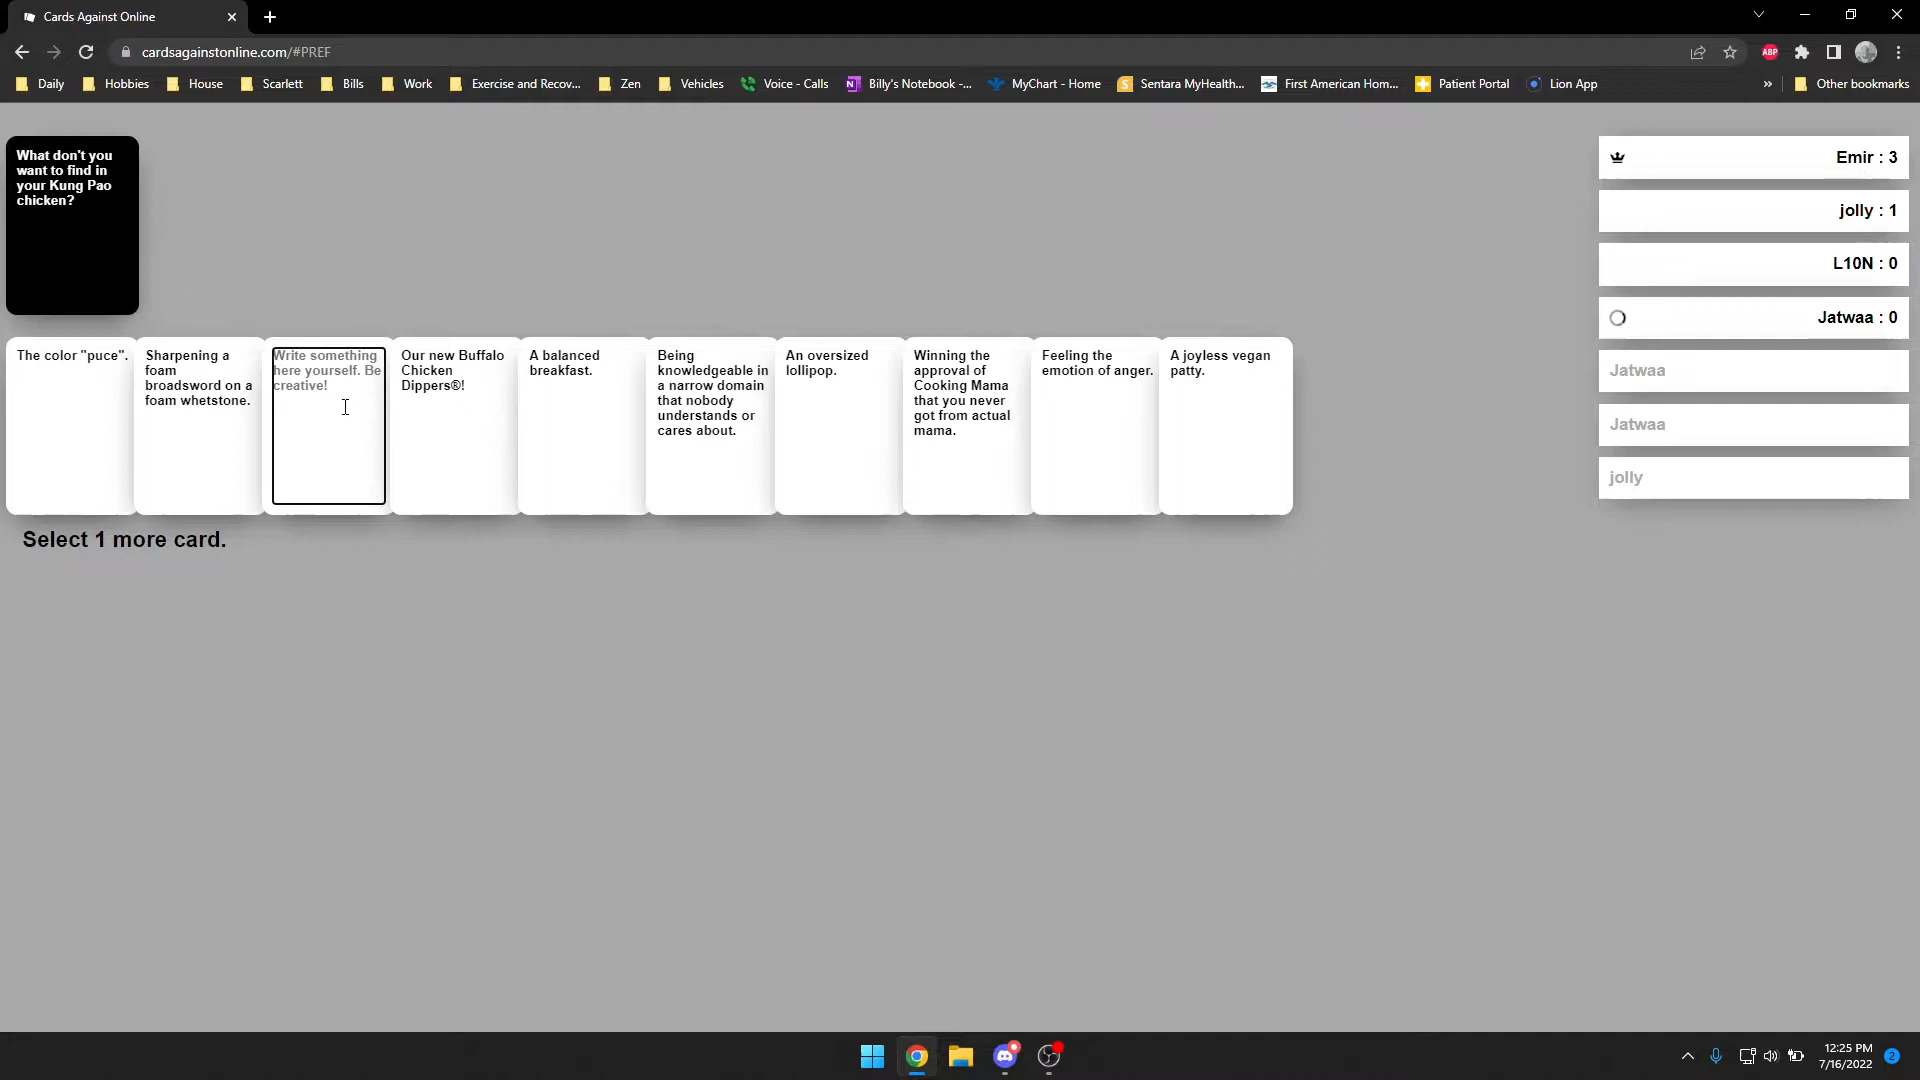 Cards Against Online
cardsagainstonline.com/#PREF
ABP
Daily Hobbies House Scarlett Bills Work Exercise and Recov... Zen Vehicles Voice - Calls Billy's Notebook -... MyChart - Home Sentara MyHealth... First American Hom... Patient Portal Lion App » Other bookmarks
What don't you
want to find in
your Kung Pao
chicken?
The color "puce".
Sharpening a
foam
broadsword on a
foam whetstone.
Write something
here yourself. Be
creative!
Our new Buffalo
Chicken
Dippers®!
A balanced
breakfast.
Being
knowledgeable in
a narrow domain
that nobody
understands or
cares about.
An oversized
lollipop.
Winning the
approval of
Cooking Mama
that you never
got from actual
mama.
Feeling the
emotion of anger.
A joyless vegan
patty.
Select 1 more card.
Emir : 3
jolly : 1
L10N : 0
Jatwaa : 0
Jatwaa
Jatwaa
jolly
12:25 PM
7/16/2022
2